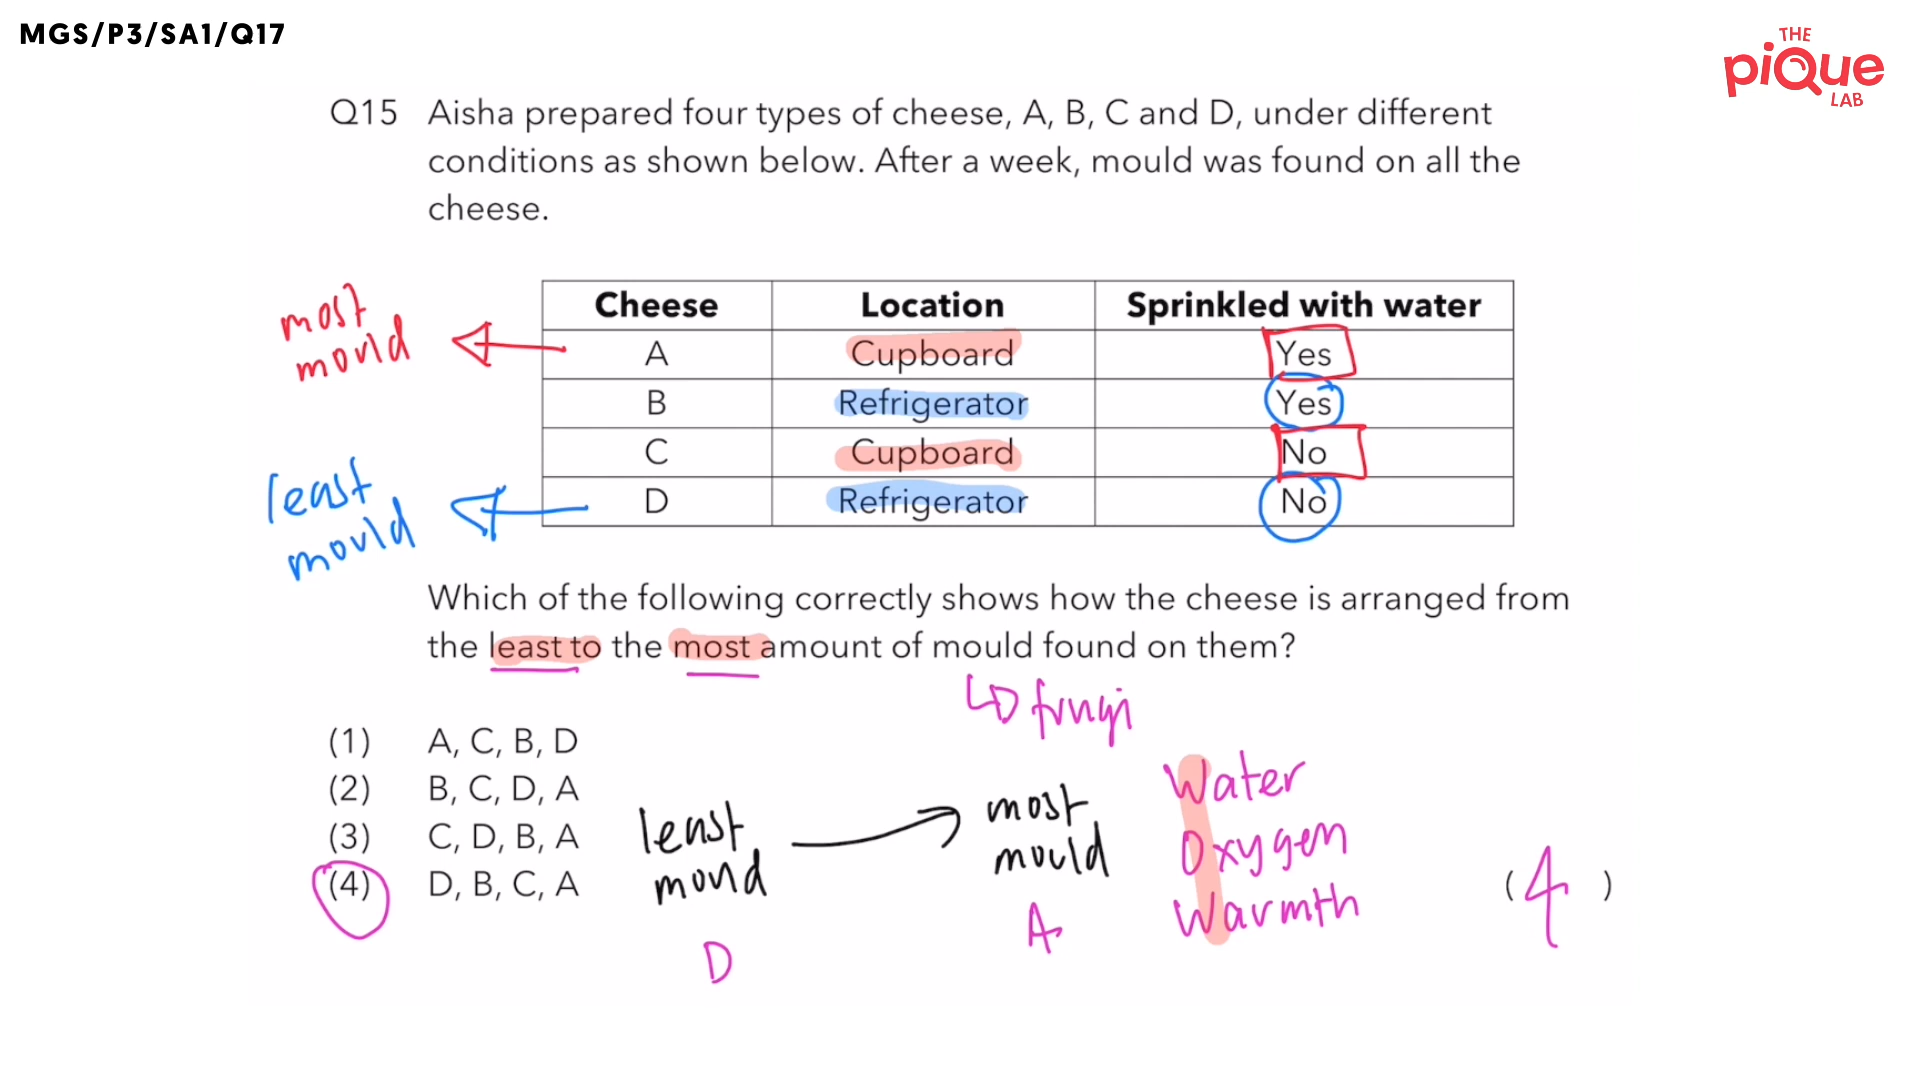 MGS/P3/SA1/Q17
THE
piQue
LAB
Q15 Aisha prepared four types of cheese, A, B, C and D, under different
conditions as shown below. After a week, mould was found on all the
cheese.
Cheese Location Sprinkled with water
A Cupboard Yes
B Refrigerator Yes
C Cupboard No
D Refrigerator No
most
mould
least
mould
Which of the following correctly shows how the cheese is arranged from
the least to the most amount of mould found on them?
fungi
(1) A, C, B, D
(2) B, C, D, A
(3) C, D, B, A
(4) D, B, C, A
least
mould
D
most
mould
A
Water
Oxygen
Warmth
(4)